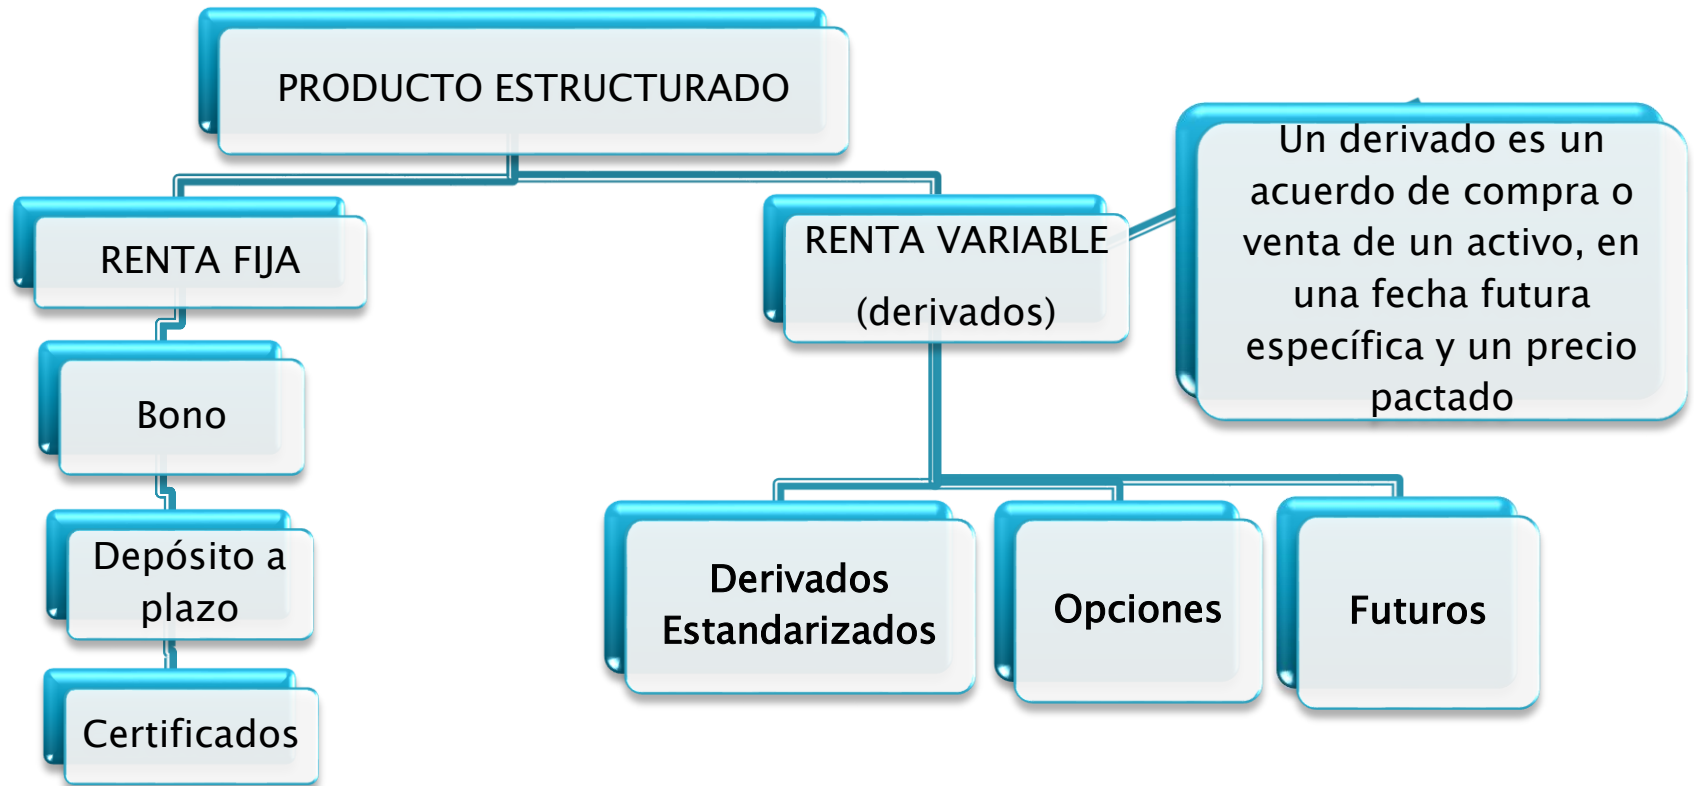 PRODUCTO ESTRUCTURADO
RENTA FIJA
Bono
Depósito a
plazo
Certificados
RENTA VARIABLE
(derivados)
Un derivado es un
acuerdo de compra o
venta de un activo, en
una fecha futura
específica y un precio
pactado
Derivados
Estandarizados
Opciones
Futuros